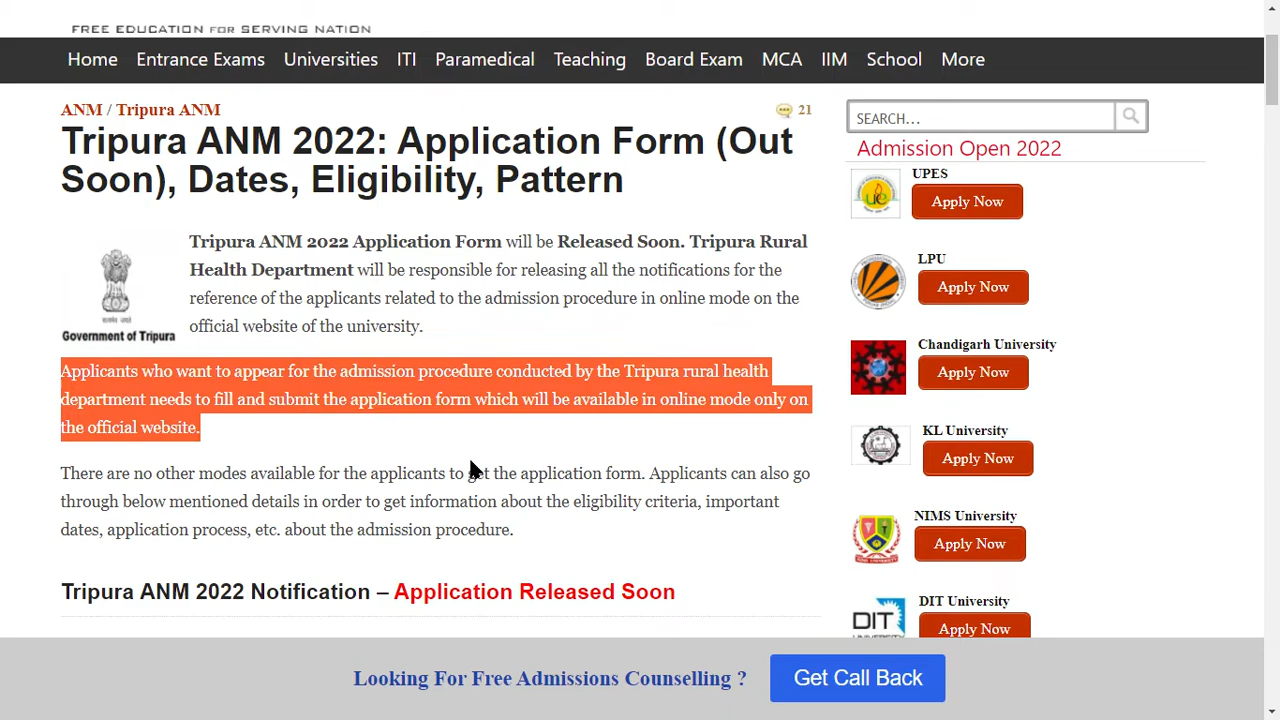 FREE EDUCATION FOR SERVING NATION
Home Entrance Exams Universities ITI Paramedical Teaching Board Exam MCA IIM School More
ANM / Tripura ANM
21
Tripura ANM 2022: Application Form (Out
Soon), Dates, Eligibility, Pattern
Tripura ANM 2022 Application Form will be Released Soon. Tripura Rural
Health Department will be responsible for releasing all the notifications for the
reference of the applicants related to the admission procedure in online mode on the
official website of the university.
Government of Tripura
Applicants who want to appear for the admission procedure conducted by the Tripura rural health
department needs to fill and submit the application form which will be available in online mode only on
the official website.
There are no other modes available for the applicants to get the application form. Applicants can also go
through below mentioned details in order to get information about the eligibility criteria, important
dates, application process, etc. about the admission procedure.
Tripura ANM 2022 Notification – Application Released Soon
SEARCH...
Admission Open 2022
UPES
Apply Now
LPU
Apply Now
Chandigarh University
Apply Now
KL University
Apply Now
NIMS University
Apply Now
DIT University
DIT
Apply Now
Looking For Free Admissions Counselling ?
Get Call Back